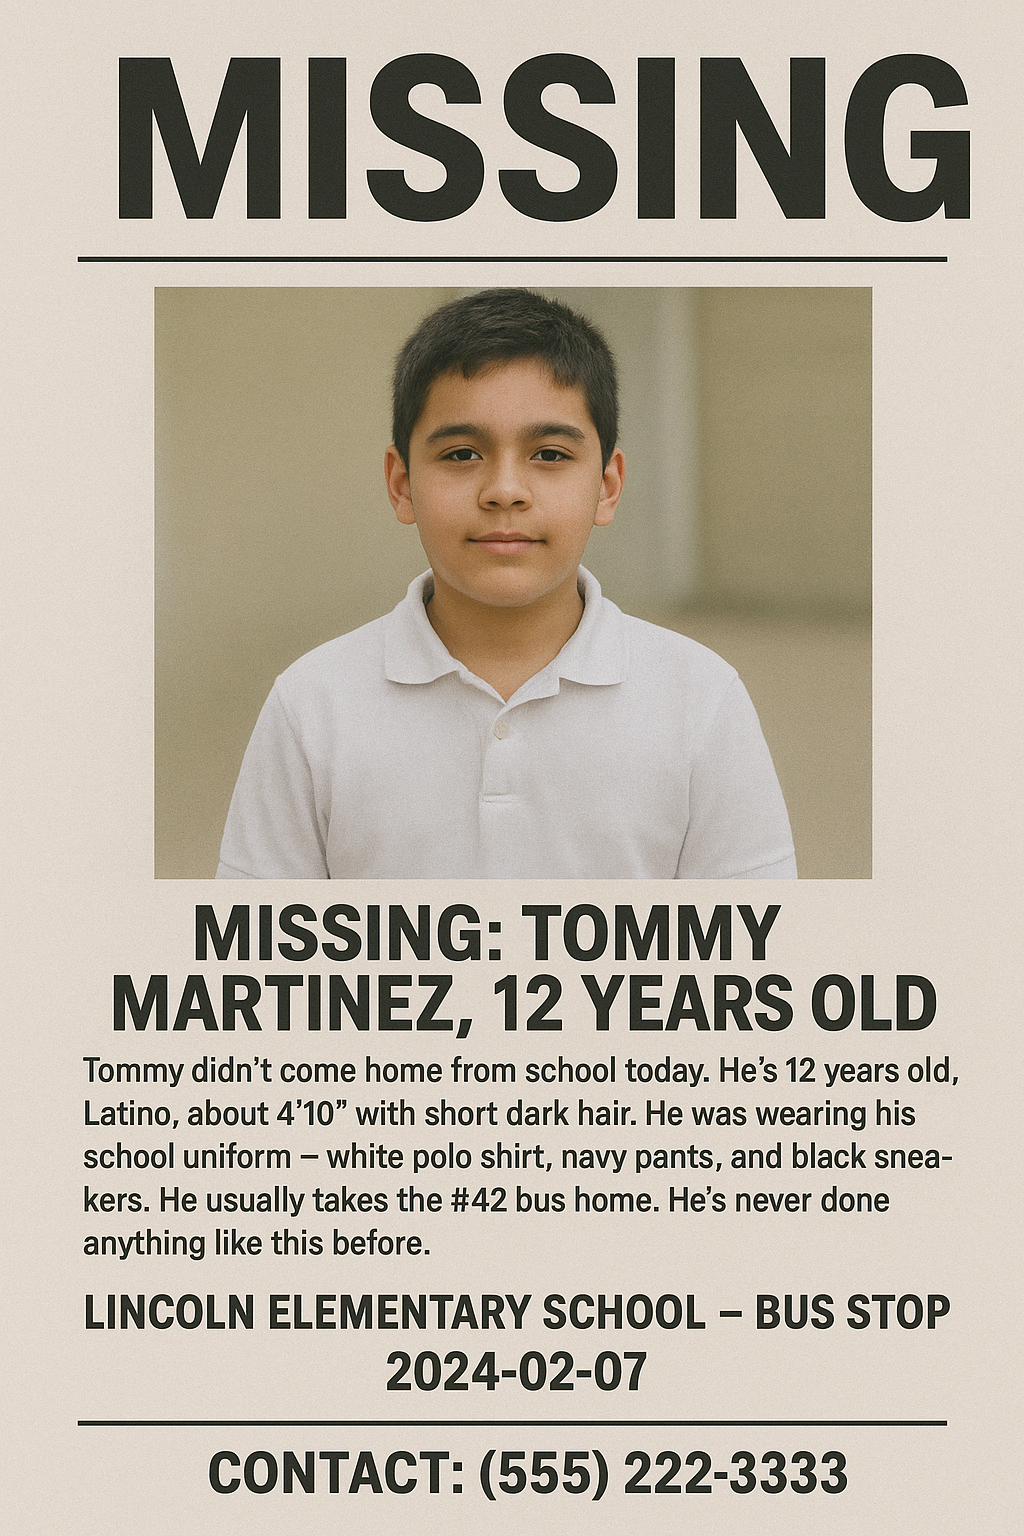 MISSING
MISSING: TOMMY
MARTINEZ, 12 YEARS OLD
Tommy didn’t come home from school today. He’s 12 years old,
Latino, about 4’10” with short dark hair. He was wearing his
school uniform – white polo shirt, navy pants, and black snea-
kers. He usually takes the #42 bus home. He’s never done
anything like this before.
LINCOLN ELEMENTARY SCHOOL – BUS STOP
2024-02-07
CONTACT: (555) 222-3333